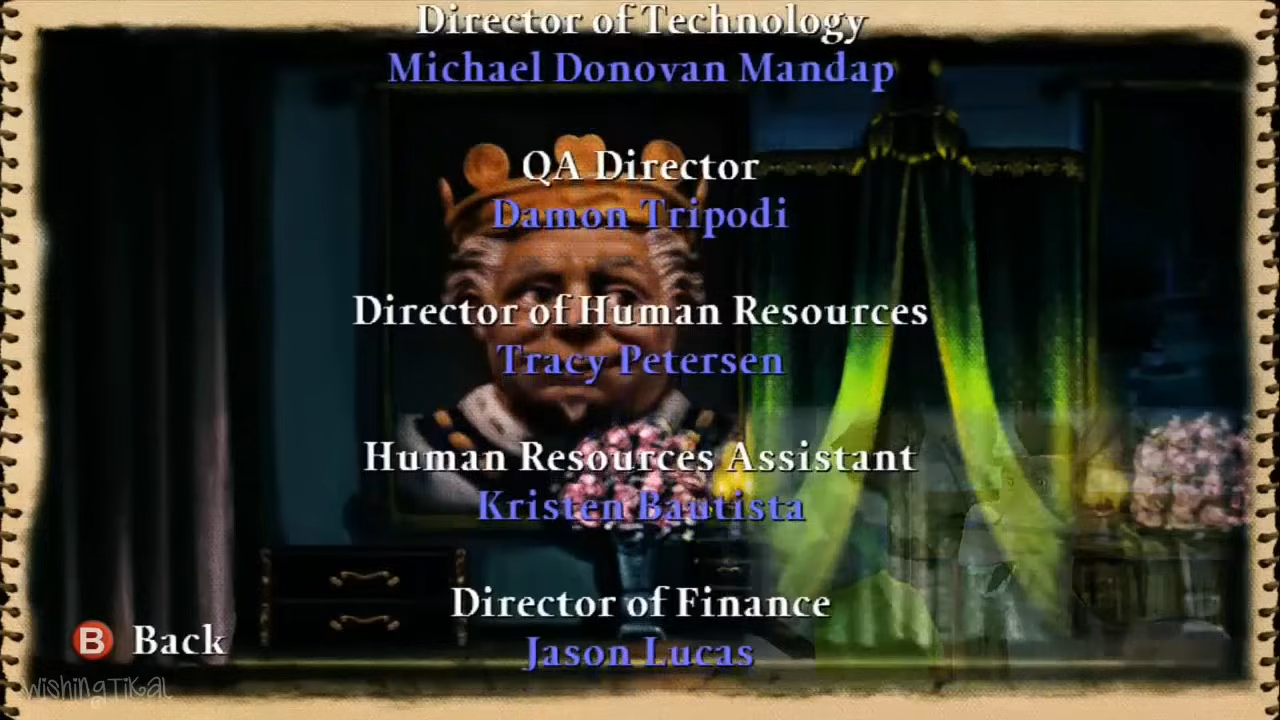 Director of Technology
Michael Donovan Mandap
QA Director
Damon Tripodi
Director of Human Resources
Tracy Petersen
Human Resources Assistant
Kristen Bautista
Director of Finance
Jason Lucas
B Back
WishingTikal